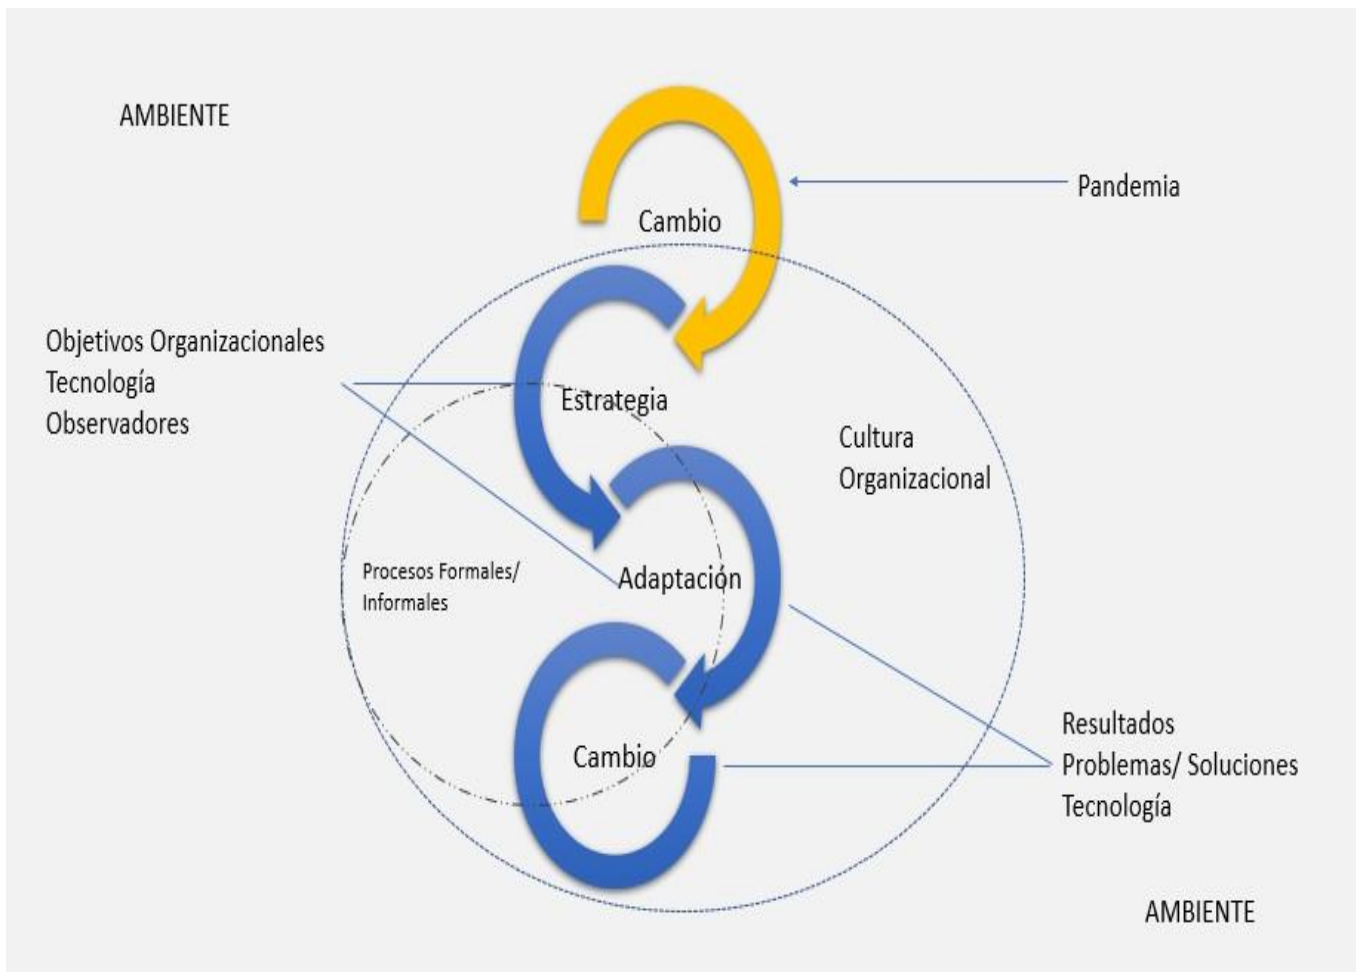 AMBIENTE
Pandemia
Cambio
Objetivos Organizacionales
Tecnología
Observadores
Estrategia
Cultura
Organizacional
Procesos Formales/
Informales
Adaptación
Resultados
Problemas/ Soluciones
Tecnología
Cambio
AMBIENTE